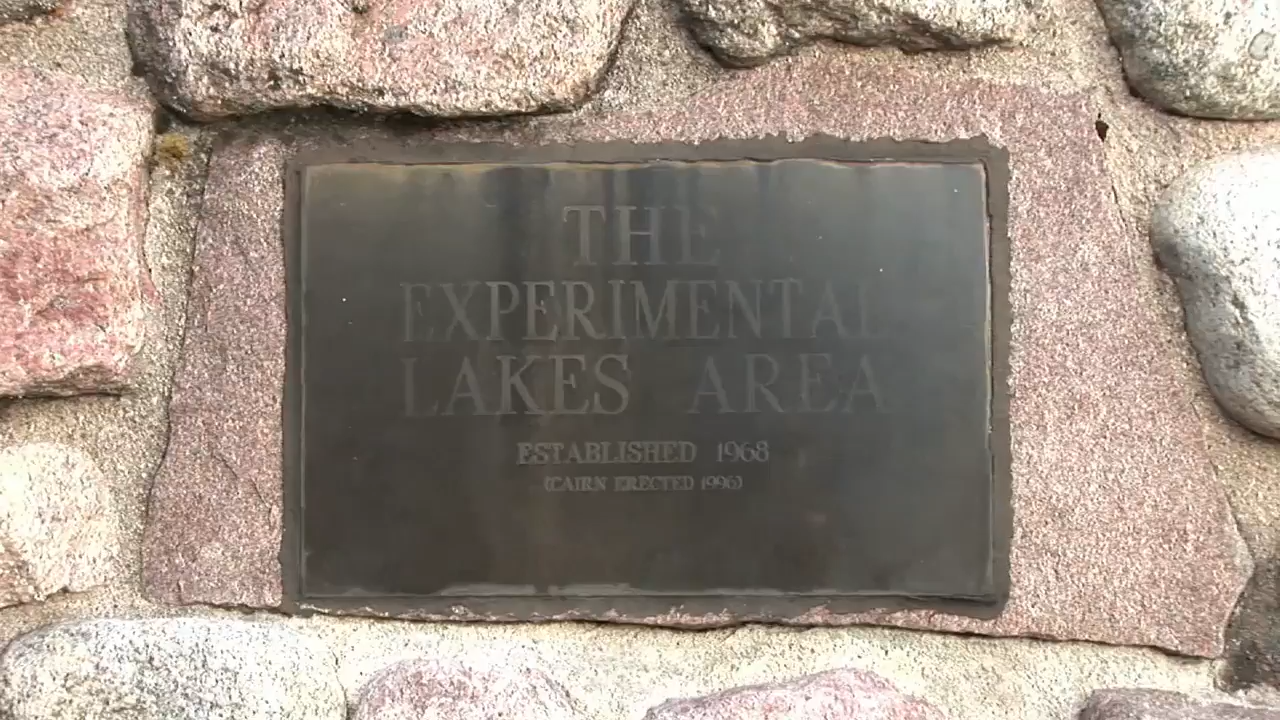 THE
EXPERIMENTAL
LAKES AREA
ESTABLISHED 1968
(CAIRN ERECTED 1996)